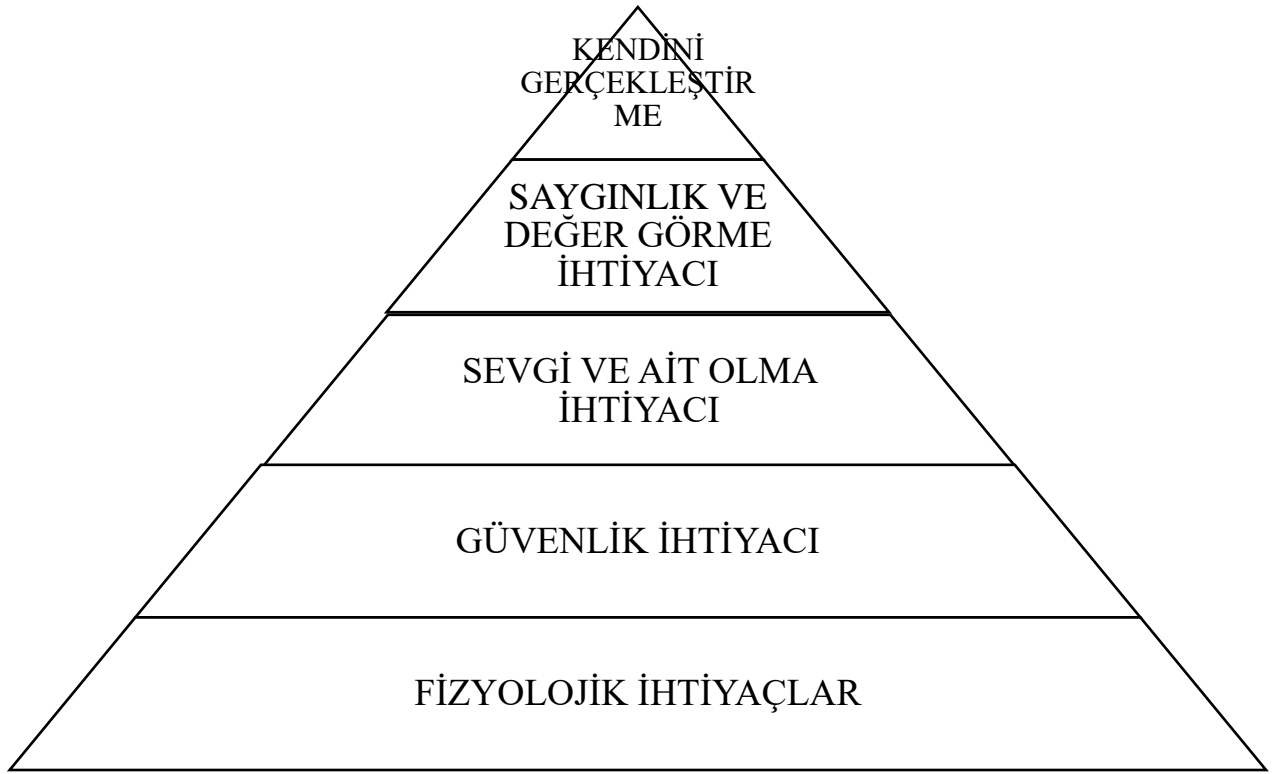 KENDİNİ
GERÇEKLEŞTİR
ME
SAYGINLIK VE
DEĞER GÖRME
İHTİYACI
SEVGİ VE AİT OLMA
İHTİYACI
GÜVENLİK İHTİYACI
FİZYOLOJİK İHTİYAÇLAR